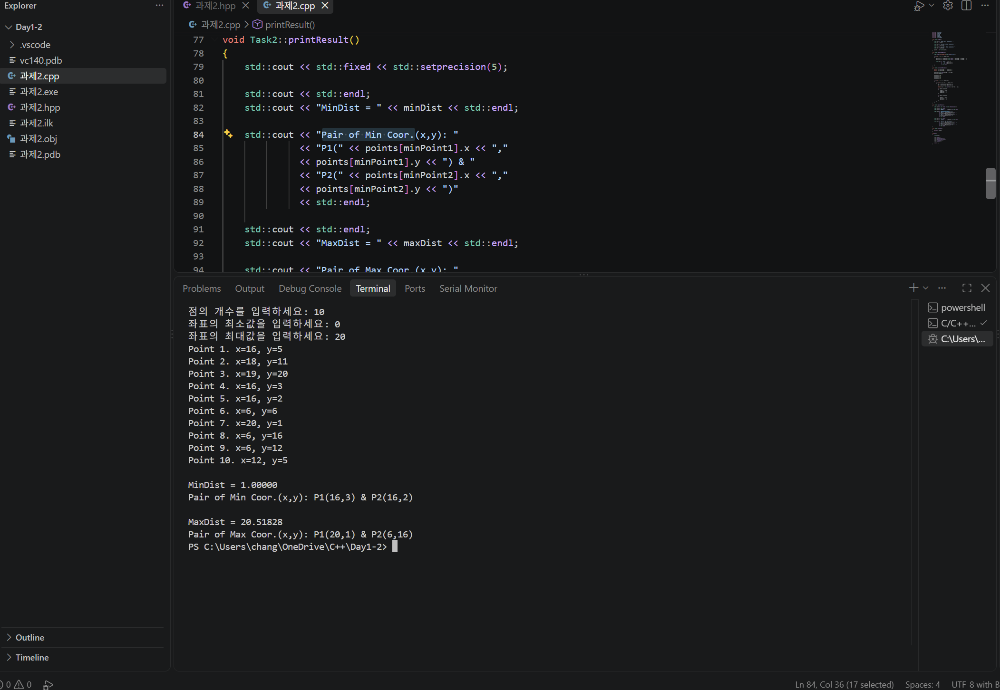 Explorer
Day1-2
.vscode
vc140.pdb
과제2.cpp
과제2.exe
과제2.hpp
과제2.ilk
과제2.obj
과제2.pdb
Outline
Timeline
과제2.hpp
과제2.cpp
과제2.cpp > printResult()
77 void Task2::printResult()
78 {
79 std::cout << std::fixed << std::setprecision(5);
80
81 std::cout << std::endl;
82 std::cout << "MinDist = " << minDist << std::endl;
83
84 std::cout << "Pair of Min Coor.(x,y): "
85 << "P1(" << points[minPoint1].x << ","
86 << points[minPoint1].y << ") & "
87 << "P2(" << points[minPoint2].x << ","
88 << points[minPoint2].y << ")"
89 << std::endl;
90
91 std::cout << std::endl;
92 std::cout << "MaxDist = " << maxDist << std::endl;
93
94 std::cout << "Pair of Max Coor.(x,y): "
Problems Output Debug Console Terminal Ports Serial Monitor
점의 개수를 입력하세요: 10
좌표의 최소값을 입력하세요: 0
좌표의 최대값을 입력하세요: 20
Point 1. x=16, y=5
Point 2. x=18, y=11
Point 3. x=19, y=20
Point 4. x=16, y=3
Point 5. x=16, y=2
Point 6. x=6, y=6
Point 7. x=20, y=1
Point 8. x=6, y=16
Point 9. x=6, y=12
Point 10. x=12, y=5
MinDist = 1.00000
Pair of Min Coor.(x,y): P1(16,3) & P2(16,2)
MaxDist = 20.51828
Pair of Max Coor.(x,y): P1(20,1) & P2(6,16)
PS C:\Users\chang\OneDrive\C++\Day1-2>
powershell
C/C++...
C:\Users\...
0 0
Ln 84, Col 36 (17 selected) Spaces: 4 UTF-8 with B